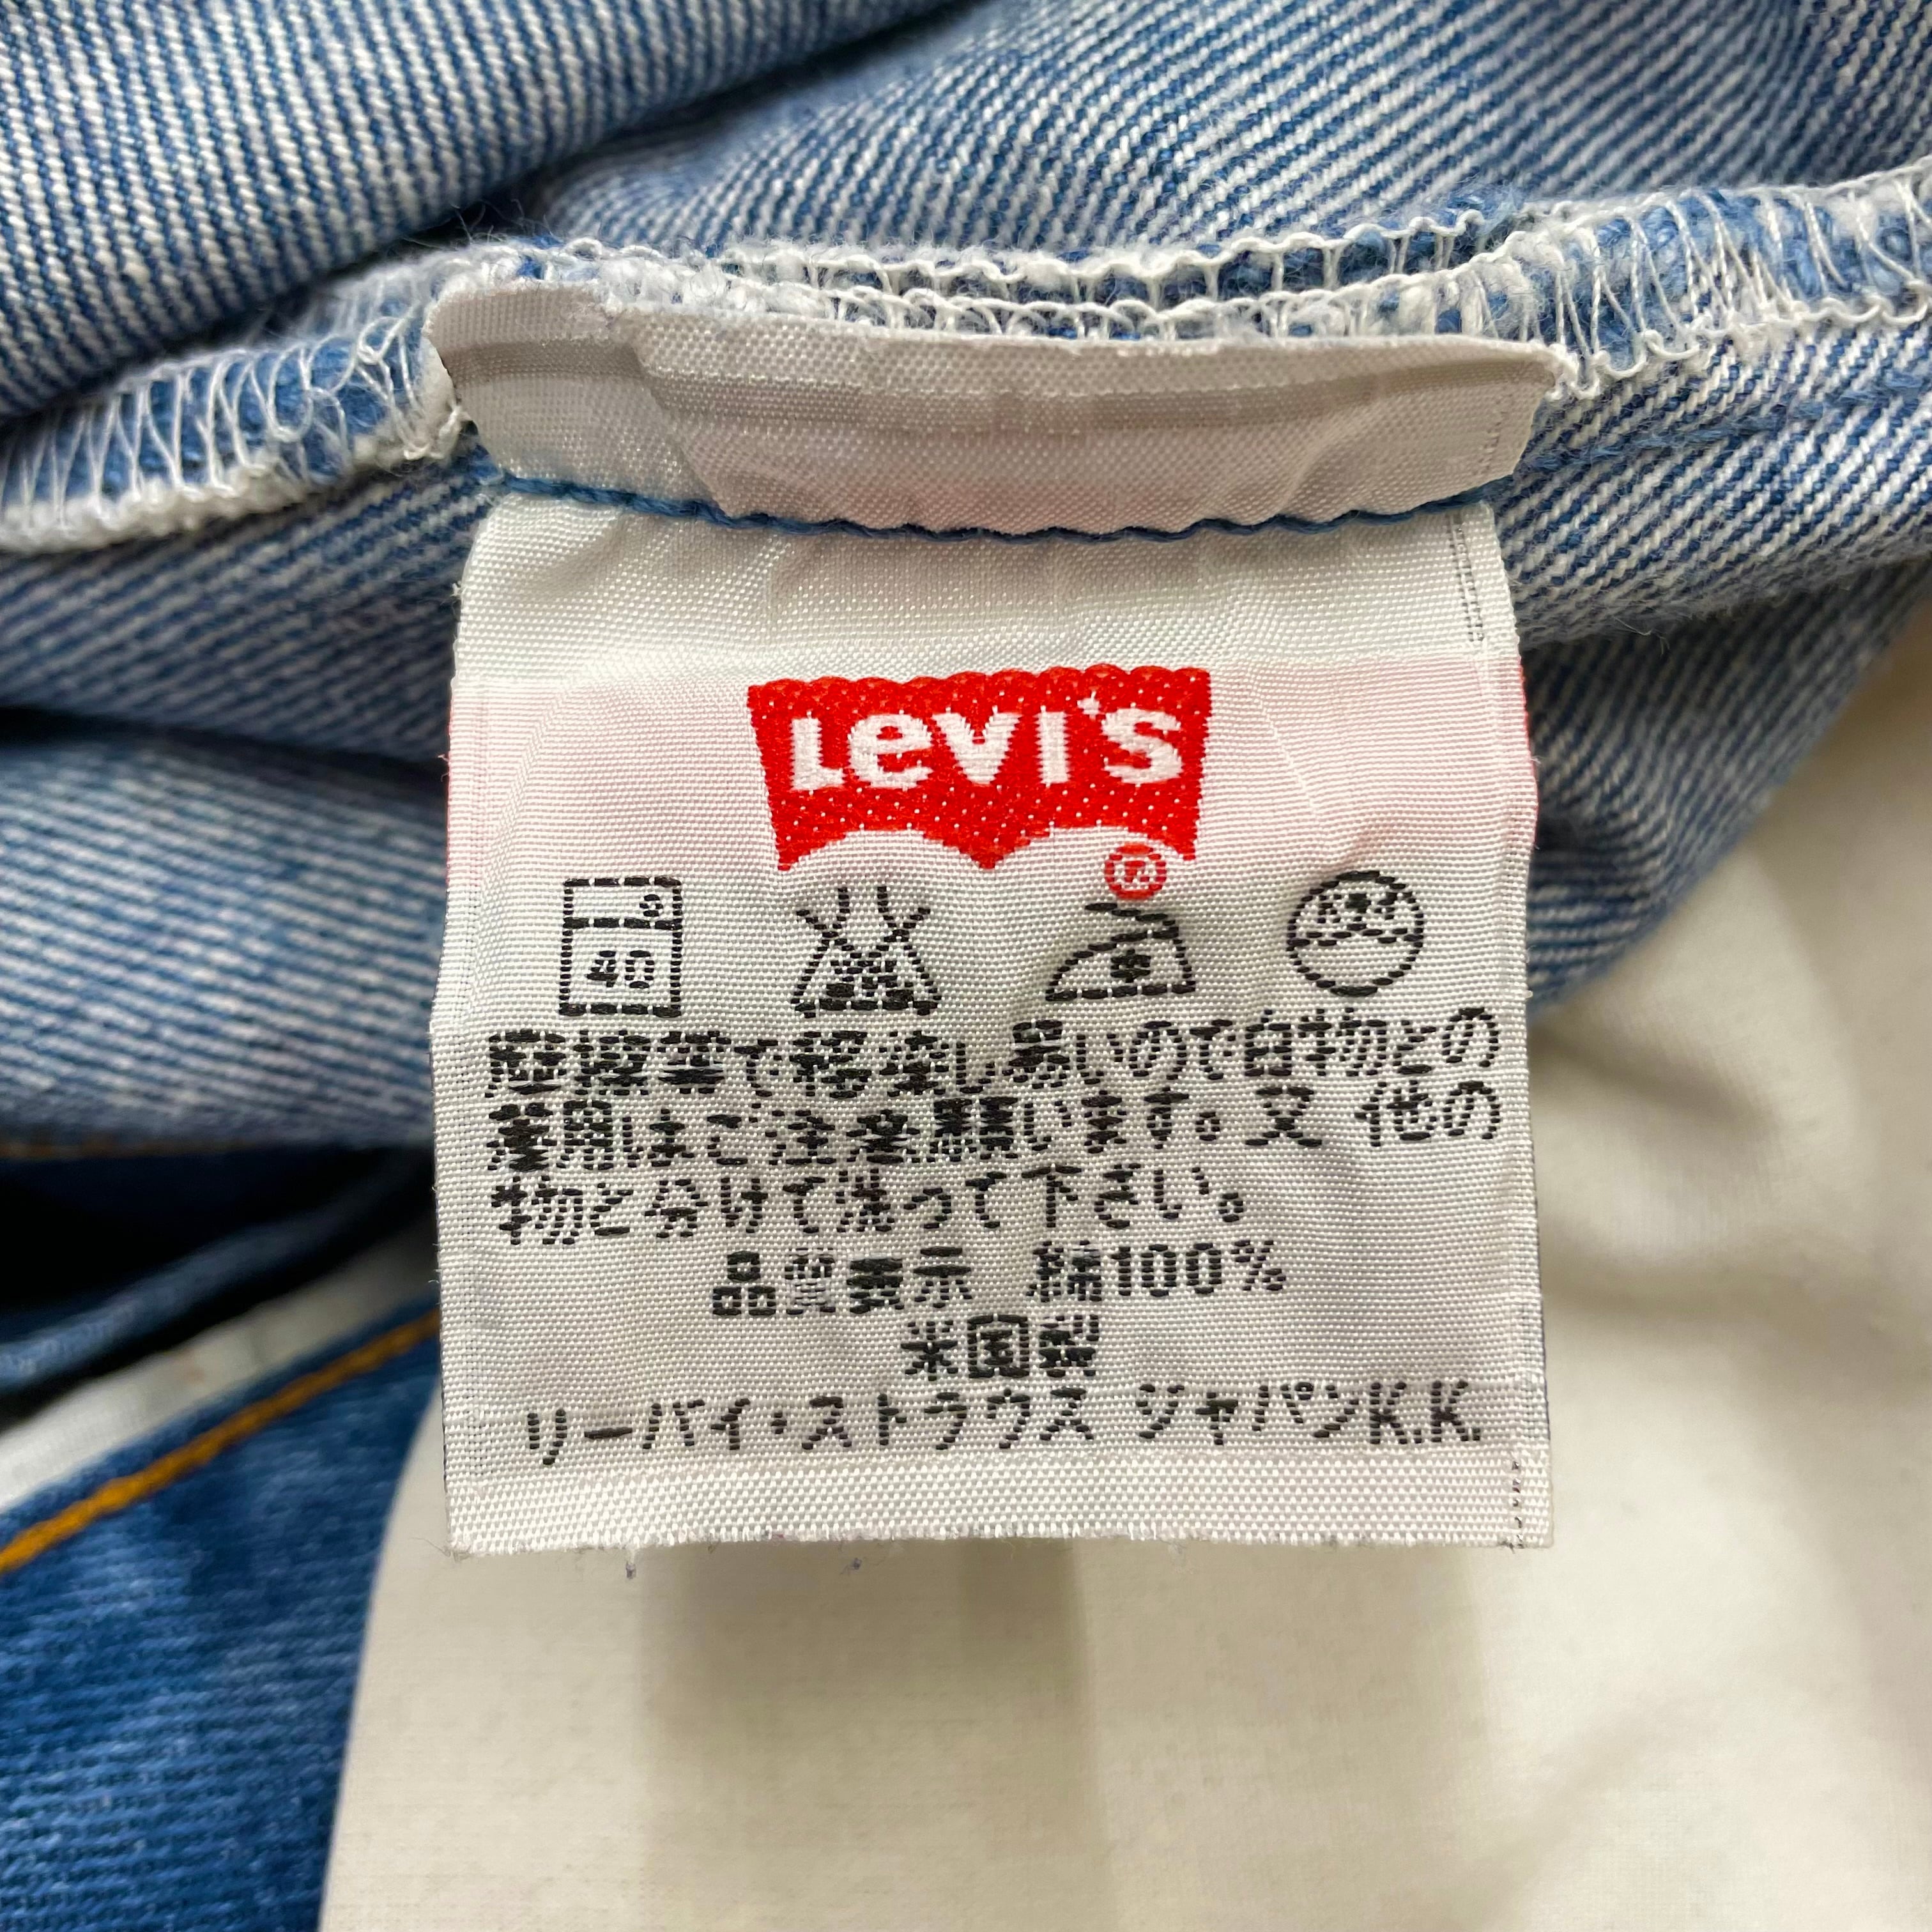 Levi's
®
40
摩擦等で移染し易いので白物との
着用はご注意願います。又 他の
物と分けて洗って下さい。
品質表示 綿100%
米国製
リーバイ・ストラウス ジャパンK.K.